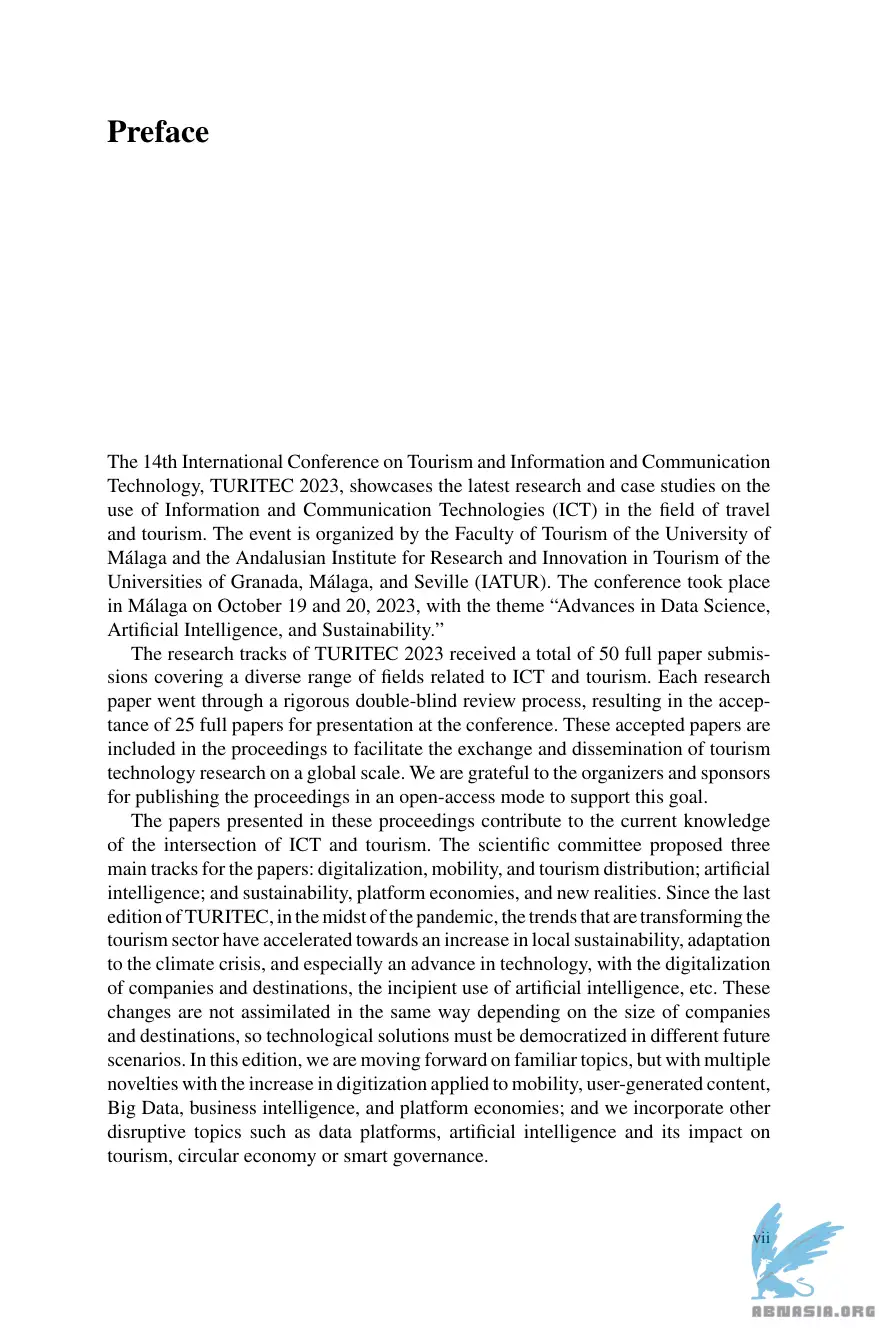 Preface
The 14th International Conference on Tourism and Information and Communication
Technology, TURITEC 2023, showcases the latest research and case studies on the
use of Information and Communication Technologies (ICT) in the field of travel
and tourism. The event is organized by the Faculty of Tourism of the University of
Málaga and the Andalusian Institute for Research and Innovation in Tourism of the
Universities of Granada, Málaga, and Seville (IATUR). The conference took place
in Málaga on October 19 and 20, 2023, with the theme “Advances in Data Science,
Artificial Intelligence, and Sustainability.”
The research tracks of TURITEC 2023 received a total of 50 full paper submis-
sions covering a diverse range of fields related to ICT and tourism. Each research
paper went through a rigorous double-blind review process, resulting in the accep-
tance of 25 full papers for presentation at the conference. These accepted papers are
included in the proceedings to facilitate the exchange and dissemination of tourism
technology research on a global scale. We are grateful to the organizers and sponsors
for publishing the proceedings in an open-access mode to support this goal.
The papers presented in these proceedings contribute to the current knowledge
of the intersection of ICT and tourism. The scientific committee proposed three
main tracks for the papers: digitalization, mobility, and tourism distribution; artificial
intelligence; and sustainability, platform economies, and new realities. Since the last
edition of TURITEC, in the midst of the pandemic, the trends that are transforming the
tourism sector have accelerated towards an increase in local sustainability, adaptation
to the climate crisis, and especially an advance in technology, with the digitalization
of companies and destinations, the incipient use of artificial intelligence, etc. These
changes are not assimilated in the same way depending on the size of companies
and destinations, so technological solutions must be democratized in different future
scenarios. In this edition, we are moving forward on familiar topics, but with multiple
novelties with the increase in digitization applied to mobility, user-generated content,
Big Data, business intelligence, and platform economies; and we incorporate other
disruptive topics such as data platforms, artificial intelligence and its impact on
tourism, circular economy or smart governance.
vii
ABNASIA.ORG